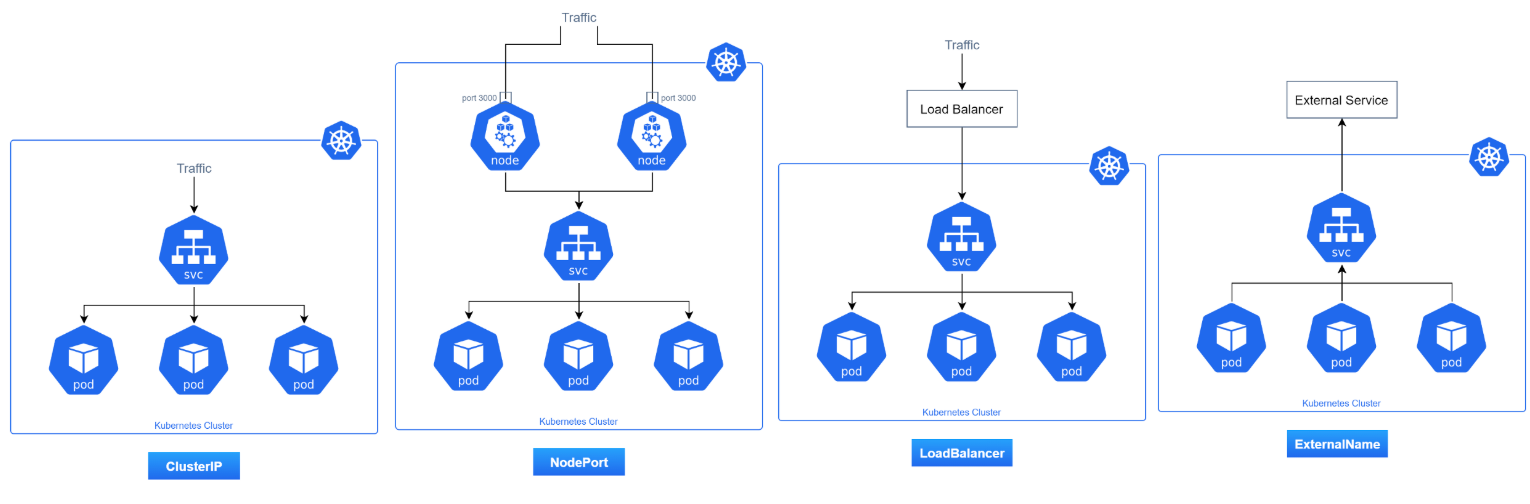 Traffic
svc
pod
pod
pod
Kubernetes Cluster
ClusterIP
Traffic
port 3000
port 3000
node
node
svc
pod
pod
pod
Kubernetes Cluster
NodePort
Traffic
Load Balancer
svc
pod
pod
pod
Kubernetes Cluster
LoadBalancer
External Service
svc
pod
pod
pod
Kubernetes Cluster
ExternalName